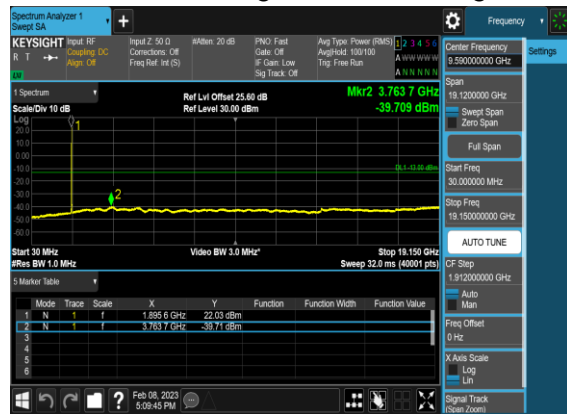 Spectrum Analyzer 1
Swept SA
+
Frequency
KEYSIGHT
R T
LW
Input: RF
Coupling: DC
Align: Off
Input Z: 50 Ω
Corrections: Off
Freq Ref: Int (S)
#Atten: 20 dB
PNO: Fast
Gate: Off
IF Gain: Low
Sig Track: Off
Avg Type: Power (RMS)
Avg|Hold: 100/100
Trig: Free Run
1 2 3 4 5 6
A W W W W W
A N N N N N
1 Spectrum
Scale/Div 10 dB
Ref Lvl Offset 25.60 dB
Ref Level 30.00 dBm
Mkr2 3.763 7 GHz
-39.709 dBm
Log
20.0
10.0
0.00
-10.0
-20.0
-30.0
-40.0
-50.0
-60.0
1
2
DL1 -13.00 dBm
Start 30 MHz
#Res BW 1.0 MHz
Video BW 3.0 MHz*
Stop 19.150 GHz
Sweep 32.0 ms (40001 pts)
5 Marker Table
Mode Trace Scale X Y Function Function Width Function Value
1 N 1 f 1.895 6 GHz 22.03 dBm
2 N 1 f 3.763 7 GHz -39.71 dBm
3
4
5
6
Feb 08, 2023
5:09:45 PM
Center Frequency
9.590000000 GHz
Settings
Span
19.1200000 GHz
Swept Span
Zero Span
Full Span
Start Freq
30.000000 MHz
Stop Freq
19.15000000 GHz
AUTO TUNE
CF Step
1.912000000 GHz
Auto
Man
Freq Offset
0 Hz
X Axis Scale
Log
Lin
Signal Track
(Span Zoom)